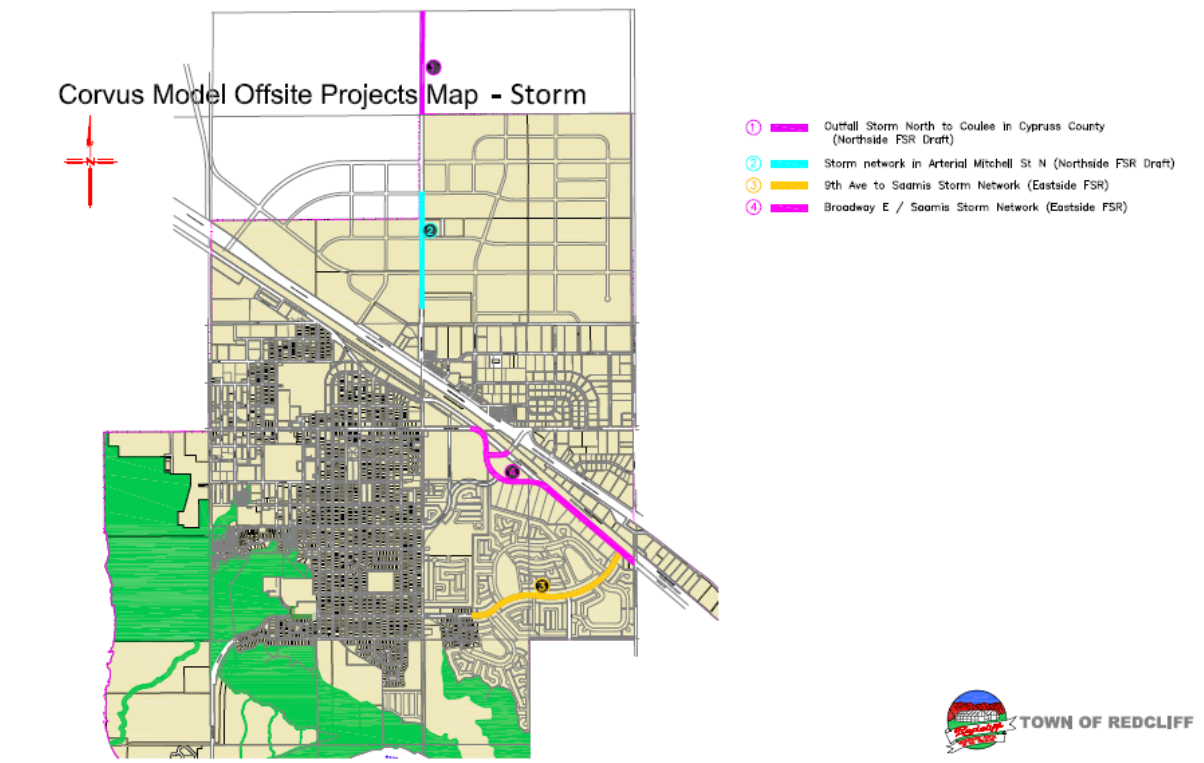 Corvus Model Offsite Projects Map - Storm
N
1 Outfall Storm North to Coulee in Cypruss County
(Northside FSR Draft)
2 Storm network in Arterial Mitchell St N (Northside FSR Draft)
3 9th Ave to Saamis Storm Network (Eastside FSR)
4 Broadway E / Saamis Storm Network (Eastside FSR)
1
2
4
3
Redcliff
TOWN OF REDCLIFF